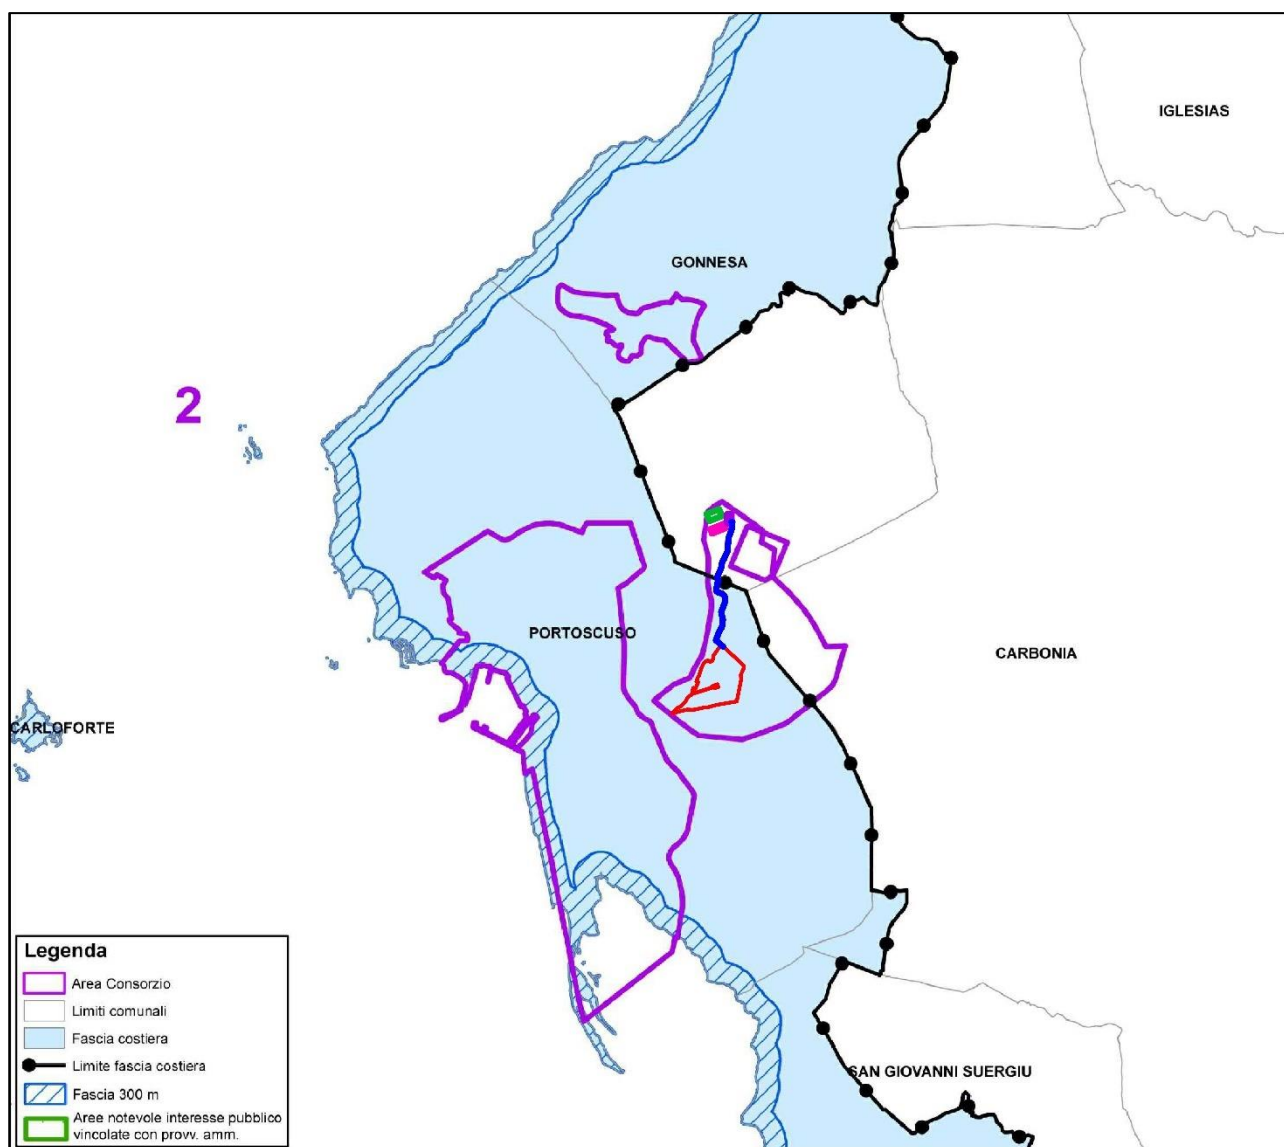 IGLESIAS
GONNESA
2
PORTOSCUSO
CARBONIA
CARLOFORTE
SAN GIOVANNI SUERGIU
Legenda
Area Consorzio
Limiti comunali
Fascia costiera
Limite fascia costiera
Fascia 300 m
Aree notevole interesse pubblico
vincolate con provv. amm.